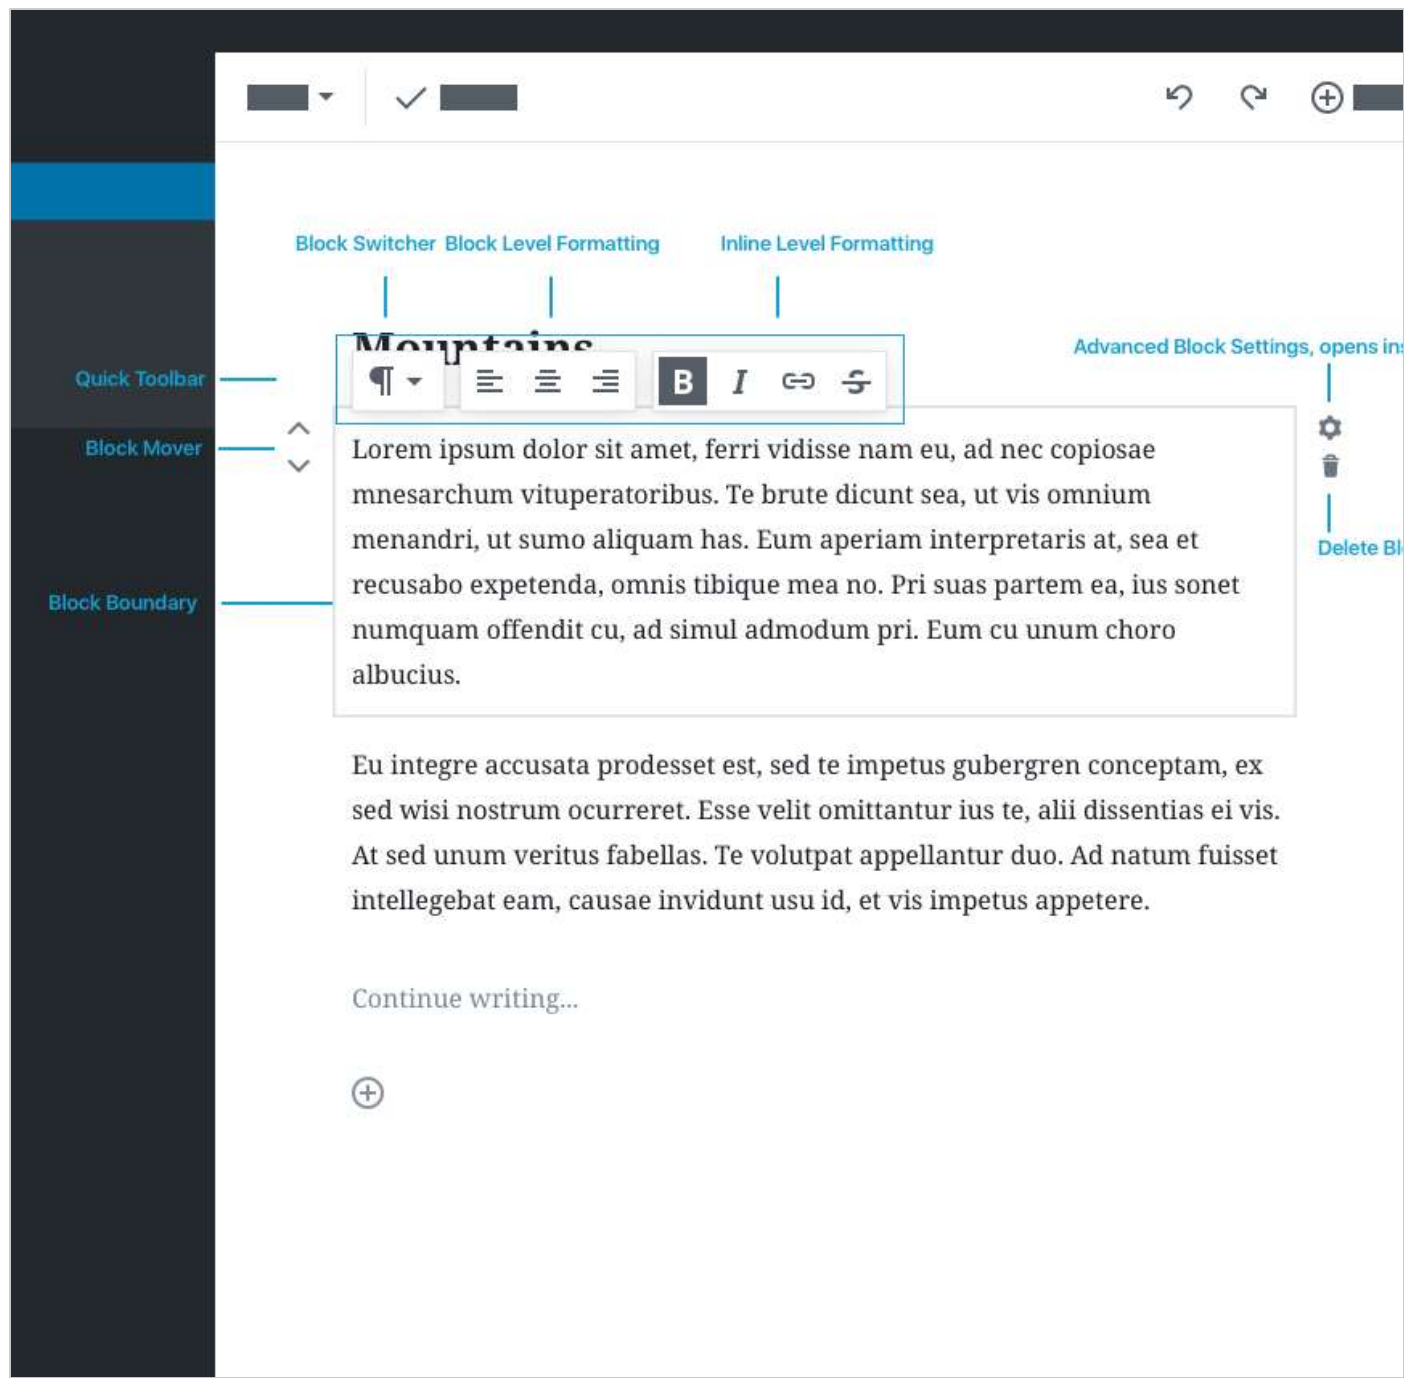 Block Switcher Block Level Formatting Inline Level Formatting
Mountains
Advanced Block Settings, opens
Quick Toolbar
B I S
Block Mover
Lorem ipsum dolor sit amet, ferri vidisse nam eu, ad nec copiosae
mnesarchum vituperatoribus. Te brute dicunt sea, ut vis omnium
menandri, ut sumo aliquam has. Eum aperiam interpretaris at, sea et
Delete
recusabo expetenda, omnis tibique mea no. Pri suas partem ea, ius sonet
Block Boundary
numquam offendit cu, ad simul admodum pri. Eum cu unum choro
albucius.
Eu integre accusata prodesset est, sed te impetus gubergren conceptam, ex
sed wisi nostrum ocurreret. Esse velit omittantur ius te, alii dissentias ei vis.
At sed unum veritus fabellas. Te volutpat appellantur duo. Ad natum fuisset
intellegebat eam, causae invidunt usu id, et vis impetus appetere.
Continue writing...